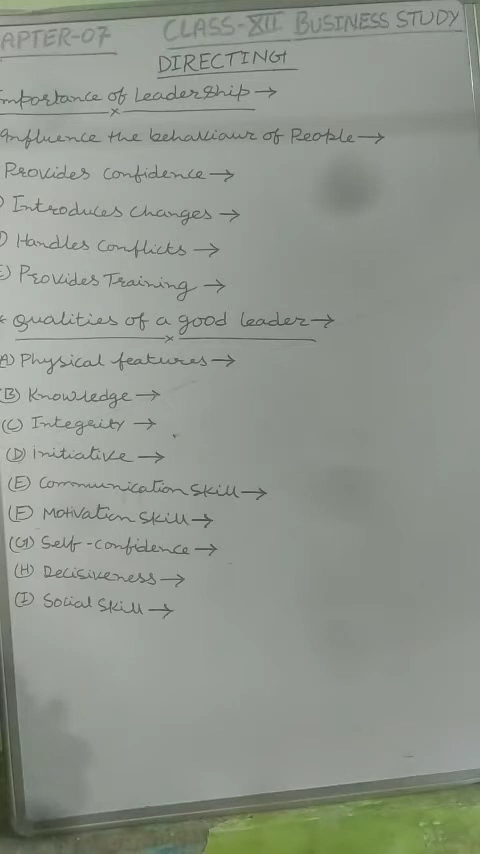 APTER-07 CLASS-XII BUSINESS STUDY
DIRECTING
Importance of Leadership →
Influence the behaviour of People →
Provides confidence →
) Introduces Changes →
) Handles Conflicts →
E) Provides Training →
* Qualities of a good leader →
(A) Physical features →
(B) Knowledge →
(C) Integrity →
(D) initiative →
(E) Communication Skill →
(F) Motivation Skill →
(G) Self-confidence →
(H) Decisiveness →
(I) Social Skill →